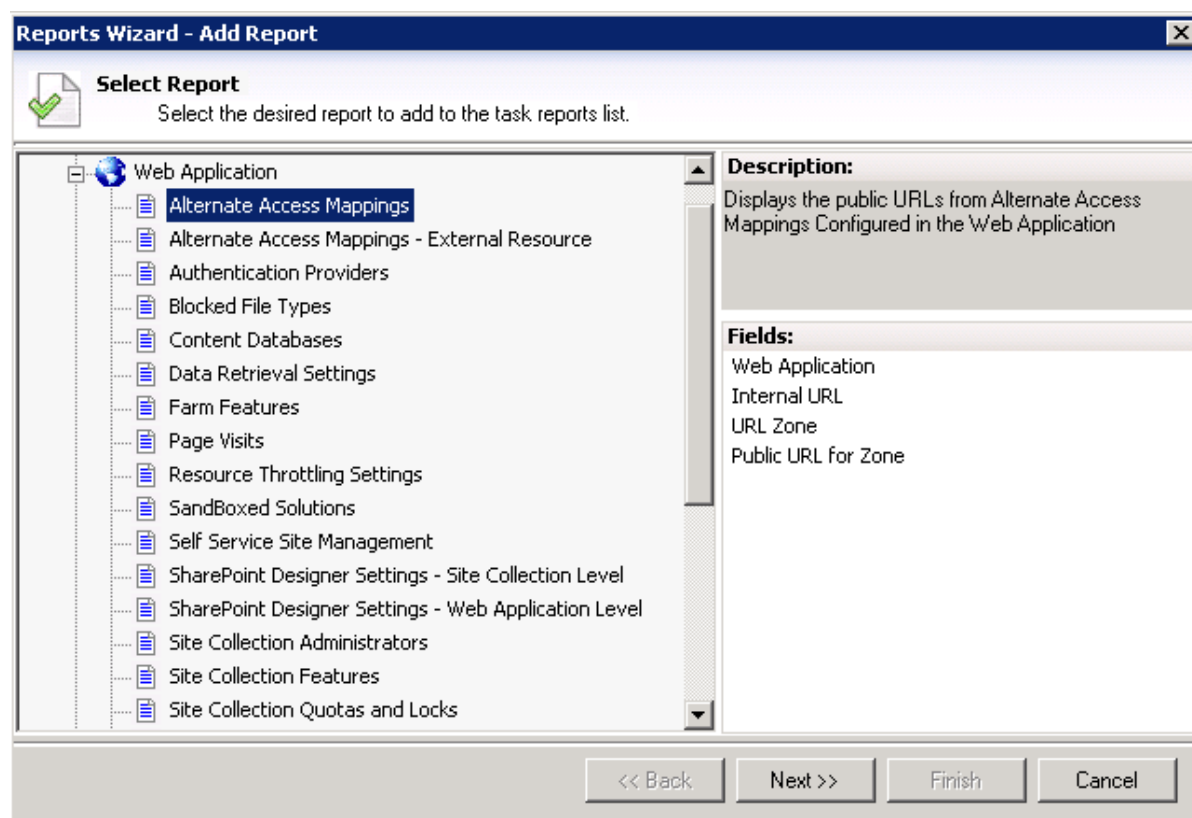 Reports Wizard - Add Report
Select Report
Select the desired report to add to the task reports list.
Web Application
Alternate Access Mappings
Alternate Access Mappings - External Resource
Authentication Providers
Blocked File Types
Content Databases
Data Retrieval Settings
Farm Features
Page Visits
Resource Throttling Settings
SandBoxed Solutions
Self Service Site Management
SharePoint Designer Settings - Site Collection Level
SharePoint Designer Settings - Web Application Level
Site Collection Administrators
Site Collection Features
Site Collection Quotas and Locks
Description:
Displays the public URLs from Alternate Access
Mappings Configured in the Web Application
Fields:
Web Application
Internal URL
URL Zone
Public URL for Zone
<< Back
Next >>
Finish
Cancel